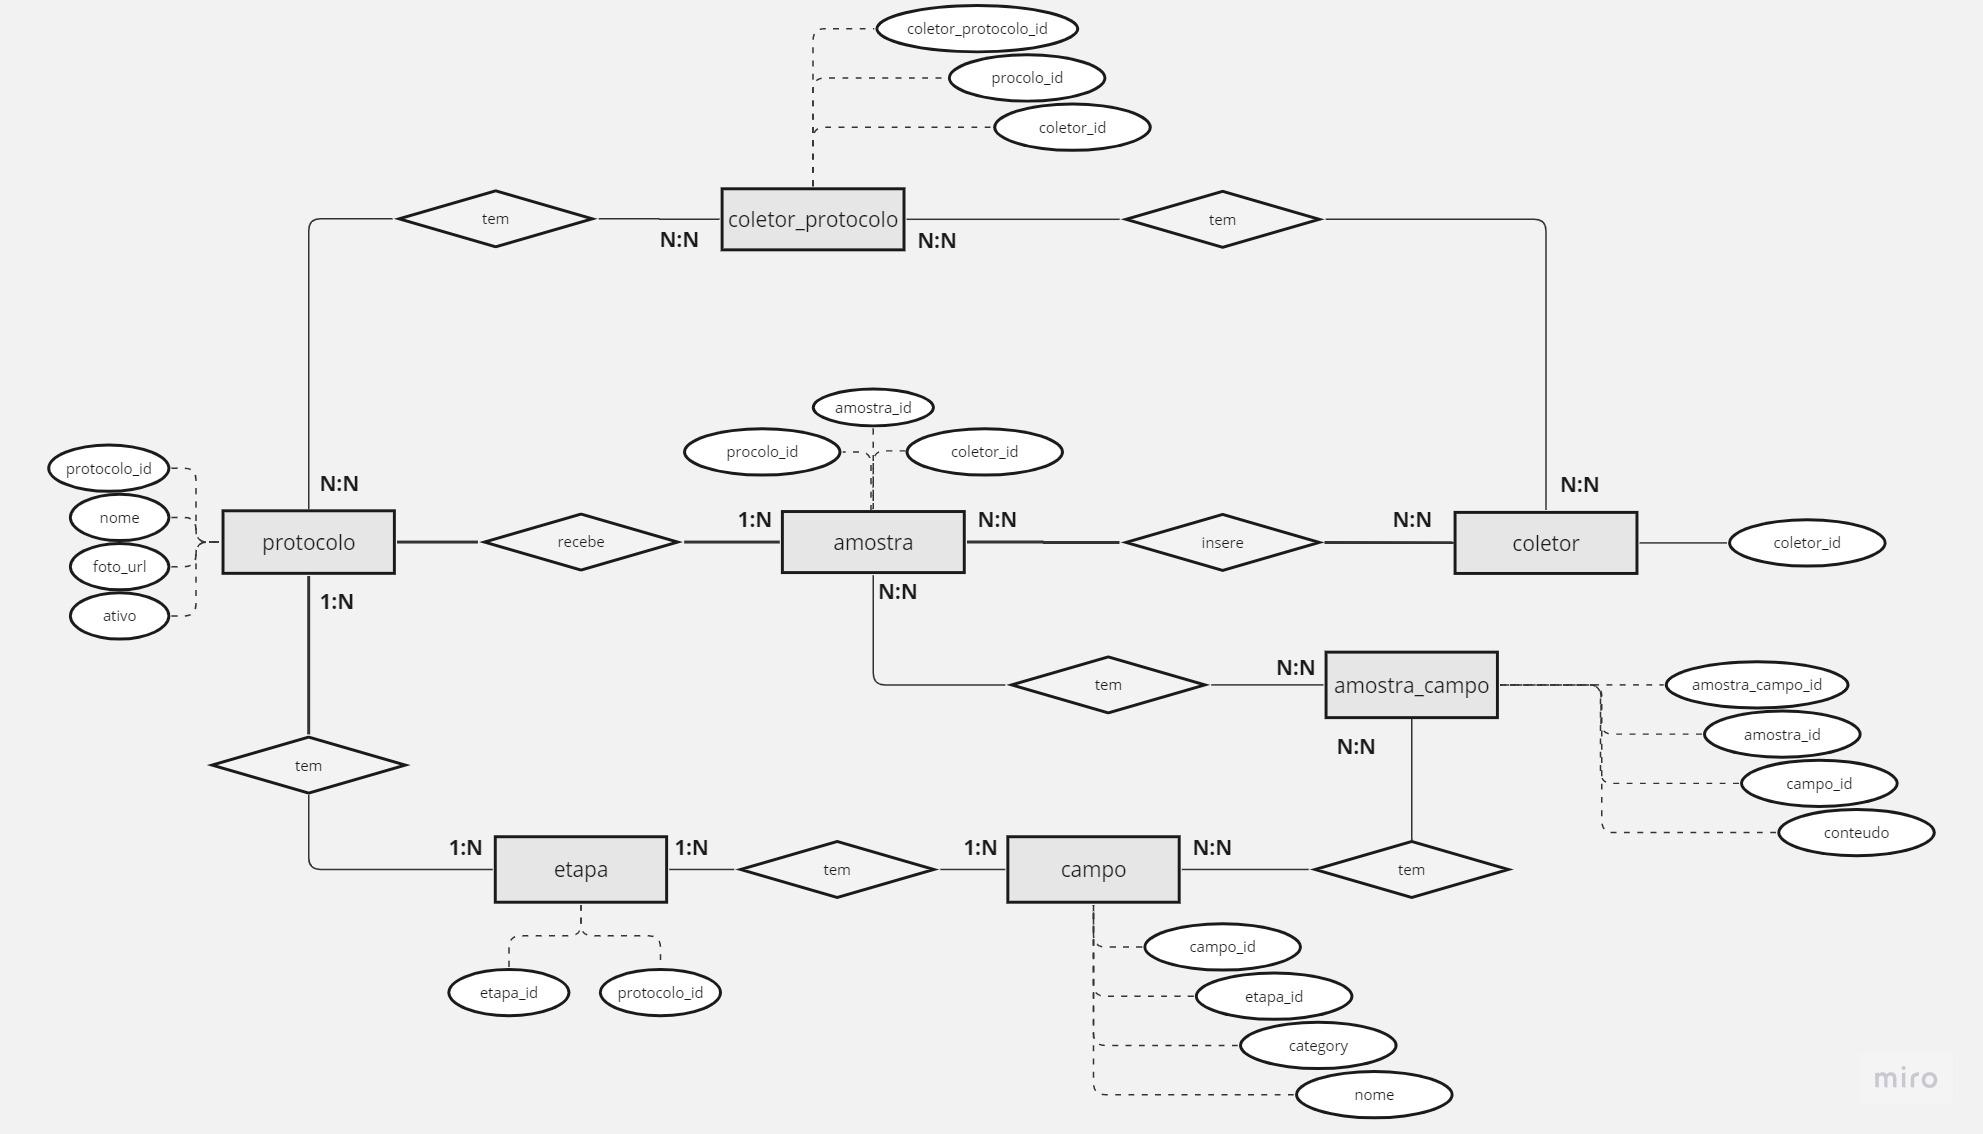 coletor_protocolo_id
procolo_id
coletor_id
tem
coletor_protocolo
tem
N:N
N:N
amostra_id
procolo_id
coletor_id
protocolo_id
nome
foto_url
ativo
N:N
N:N
protocolo
recebe
1:N
amostra
N:N
insere
N:N
coletor
coletor_id
1:N
N:N
tem
N:N
amostra_campo
amostra_campo_id
amostra_id
campo_id
conteudo
N:N
tem
1:N
etapa
1:N
tem
1:N
campo
N:N
tem
etapa_id
protocolo_id
campo_id
etapa_id
category
nome
miro